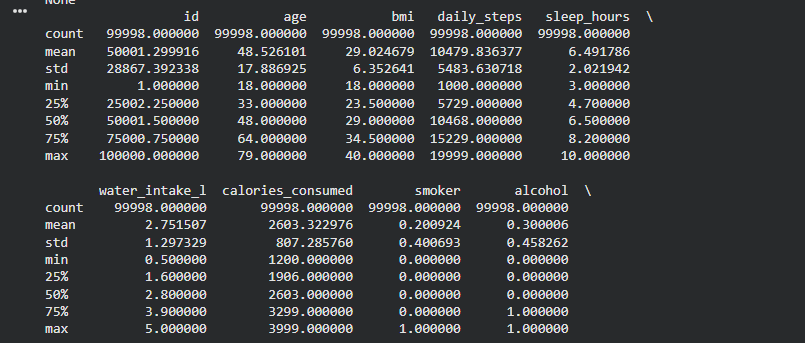 None
id age bmi daily_steps sleep_hours \
count 99998.000000 99998.000000 99998.000000 99998.000000 99998.000000
mean 50001.299916 48.526101 29.024679 10479.836377 6.491786
std 28867.392338 17.886925 6.352641 5483.630718 2.021942
min 1.000000 18.000000 18.000000 1000.000000 3.000000
25% 25002.250000 33.000000 23.500000 5729.000000 4.700000
50% 50001.500000 48.000000 29.000000 10468.000000 6.500000
75% 75000.750000 64.000000 34.500000 15229.000000 8.200000
max 100000.000000 79.000000 40.000000 19999.000000 10.000000
water_intake_l calories_consumed smoker alcohol \
count 99998.000000 99998.000000 99998.000000 99998.000000
mean 2.751507 2603.322976 0.200924 0.300006
std 1.297329 807.285760 0.400693 0.458262
min 0.500000 1200.000000 0.000000 0.000000
25% 1.600000 1906.000000 0.000000 0.000000
50% 2.800000 2603.000000 0.000000 0.000000
75% 3.900000 3299.000000 0.000000 1.000000
max 5.000000 3999.000000 1.000000 1.000000